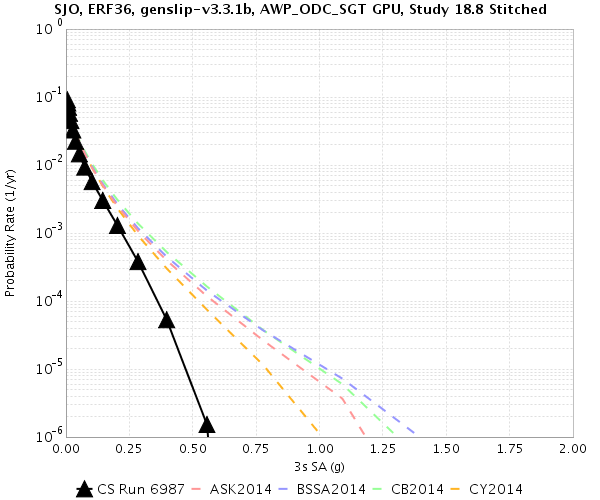 SJO, ERF36, genslip-v3.3.1b, AWP_ODC_SGT GPU, Study 18.8 Stitched
10 0
10 -1
10 -2
10 -3
10 -4
10 -5
10 -6
Probability Rate (1/yr)
0.00 0.25 0.50 0.75 1.00 1.25 1.50 1.75 2.00
3s SA (g)
CS Run 6987 ASK2014 BSSA2014 CB2014 CY2014